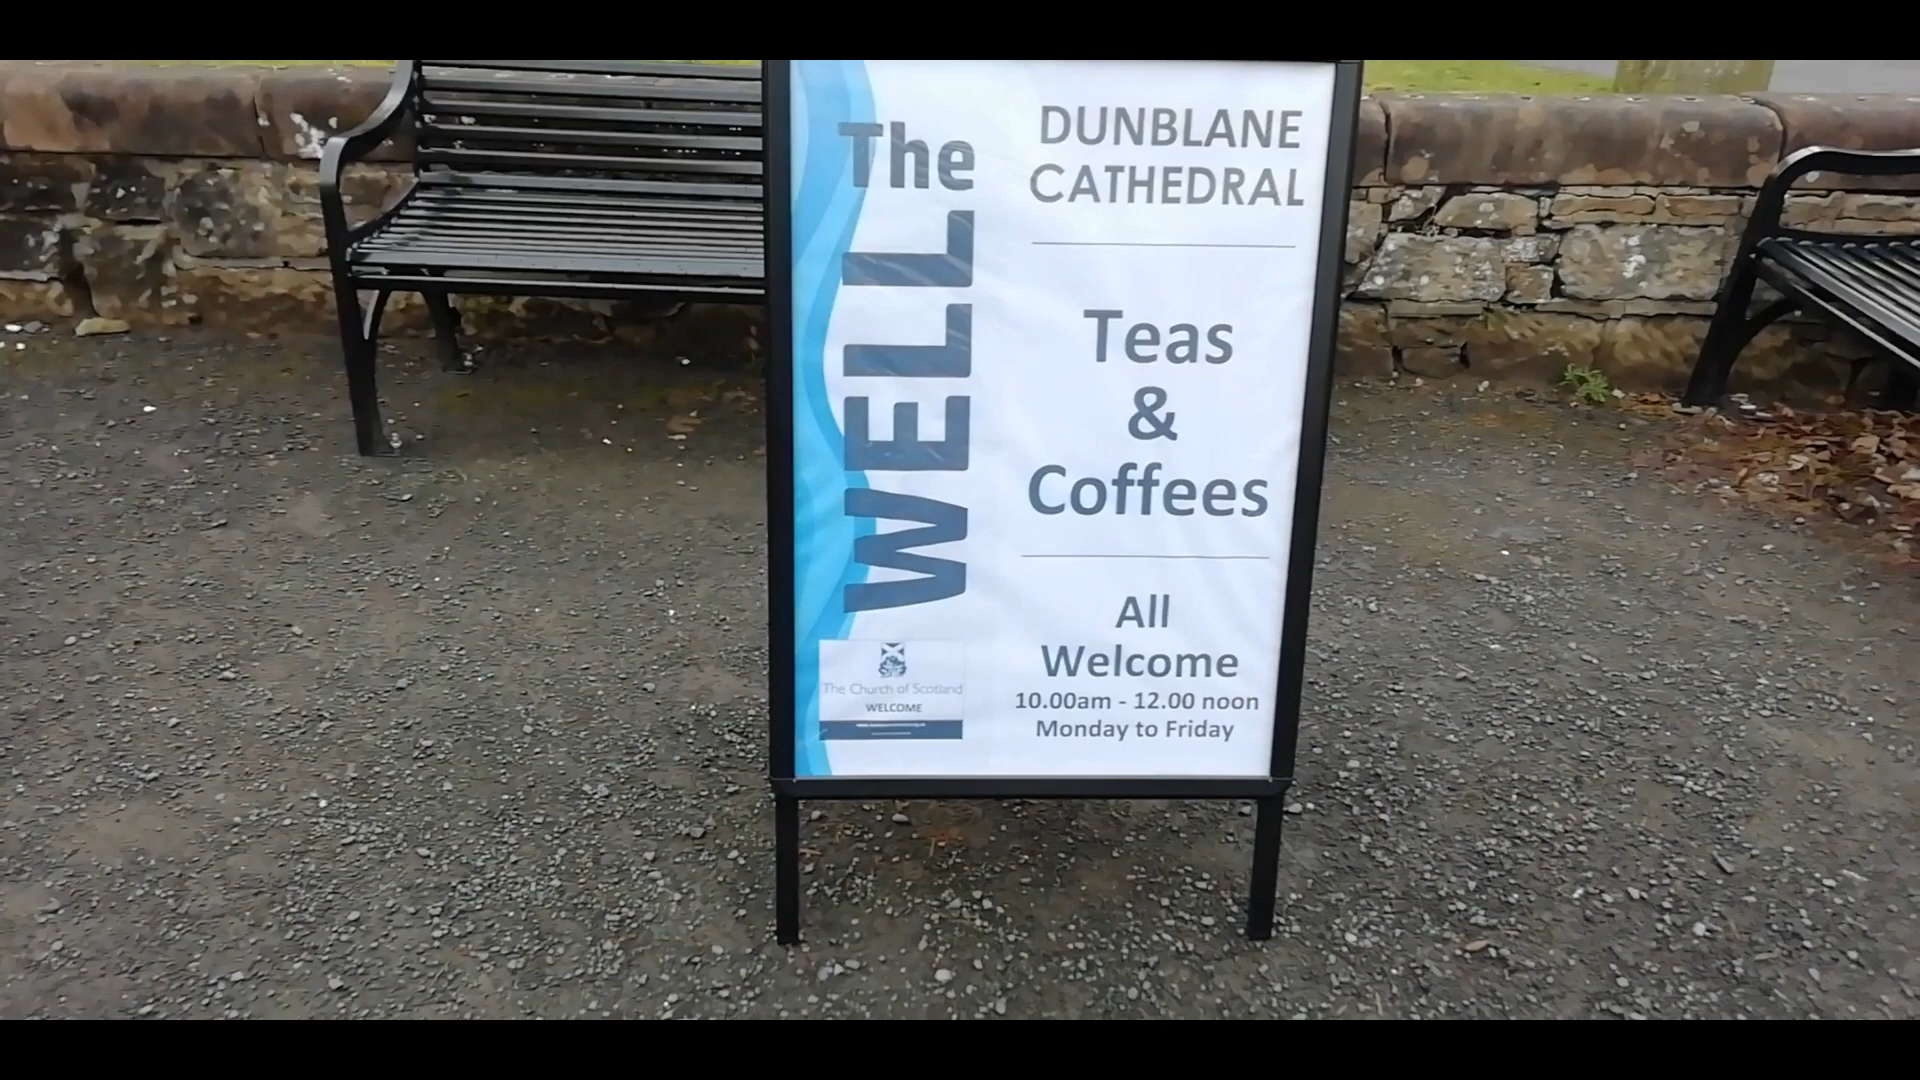 The
WELL
DUNBLANE
CATHEDRAL
Teas
&
Coffees
All
Welcome
10.00am - 12.00 noon
Monday to Friday
The Church of Scotland
WELCOME